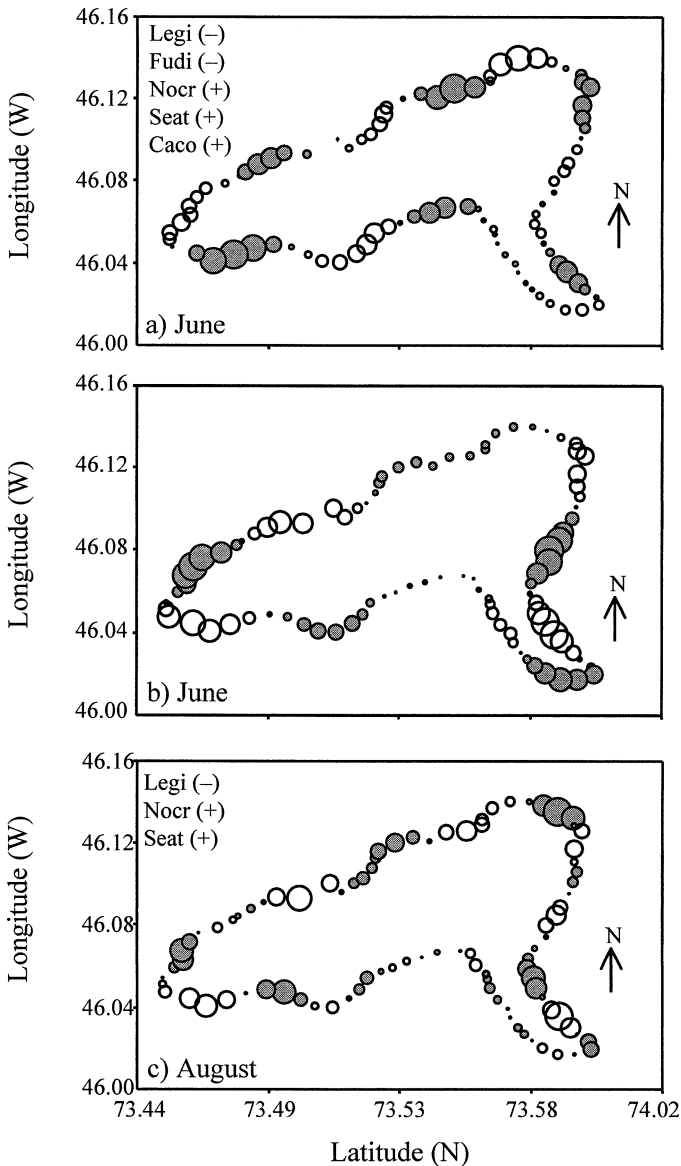 46.16
46.12
46.08
46.04
46.00
Longitude (W)
Legi (–)
Fudi (–)
Nocr (+)
Seat (+)
Caco (+)
N
a) June
46.16
46.12
46.08
46.04
46.00
Longitude (W)
N
b) June
46.16
46.12
46.08
46.04
46.00
Longitude (W)
Legi (–)
Nocr (+)
Seat (+)
N
c) August
73.44 73.49 73.53 73.58 74.02
Latitude (N)